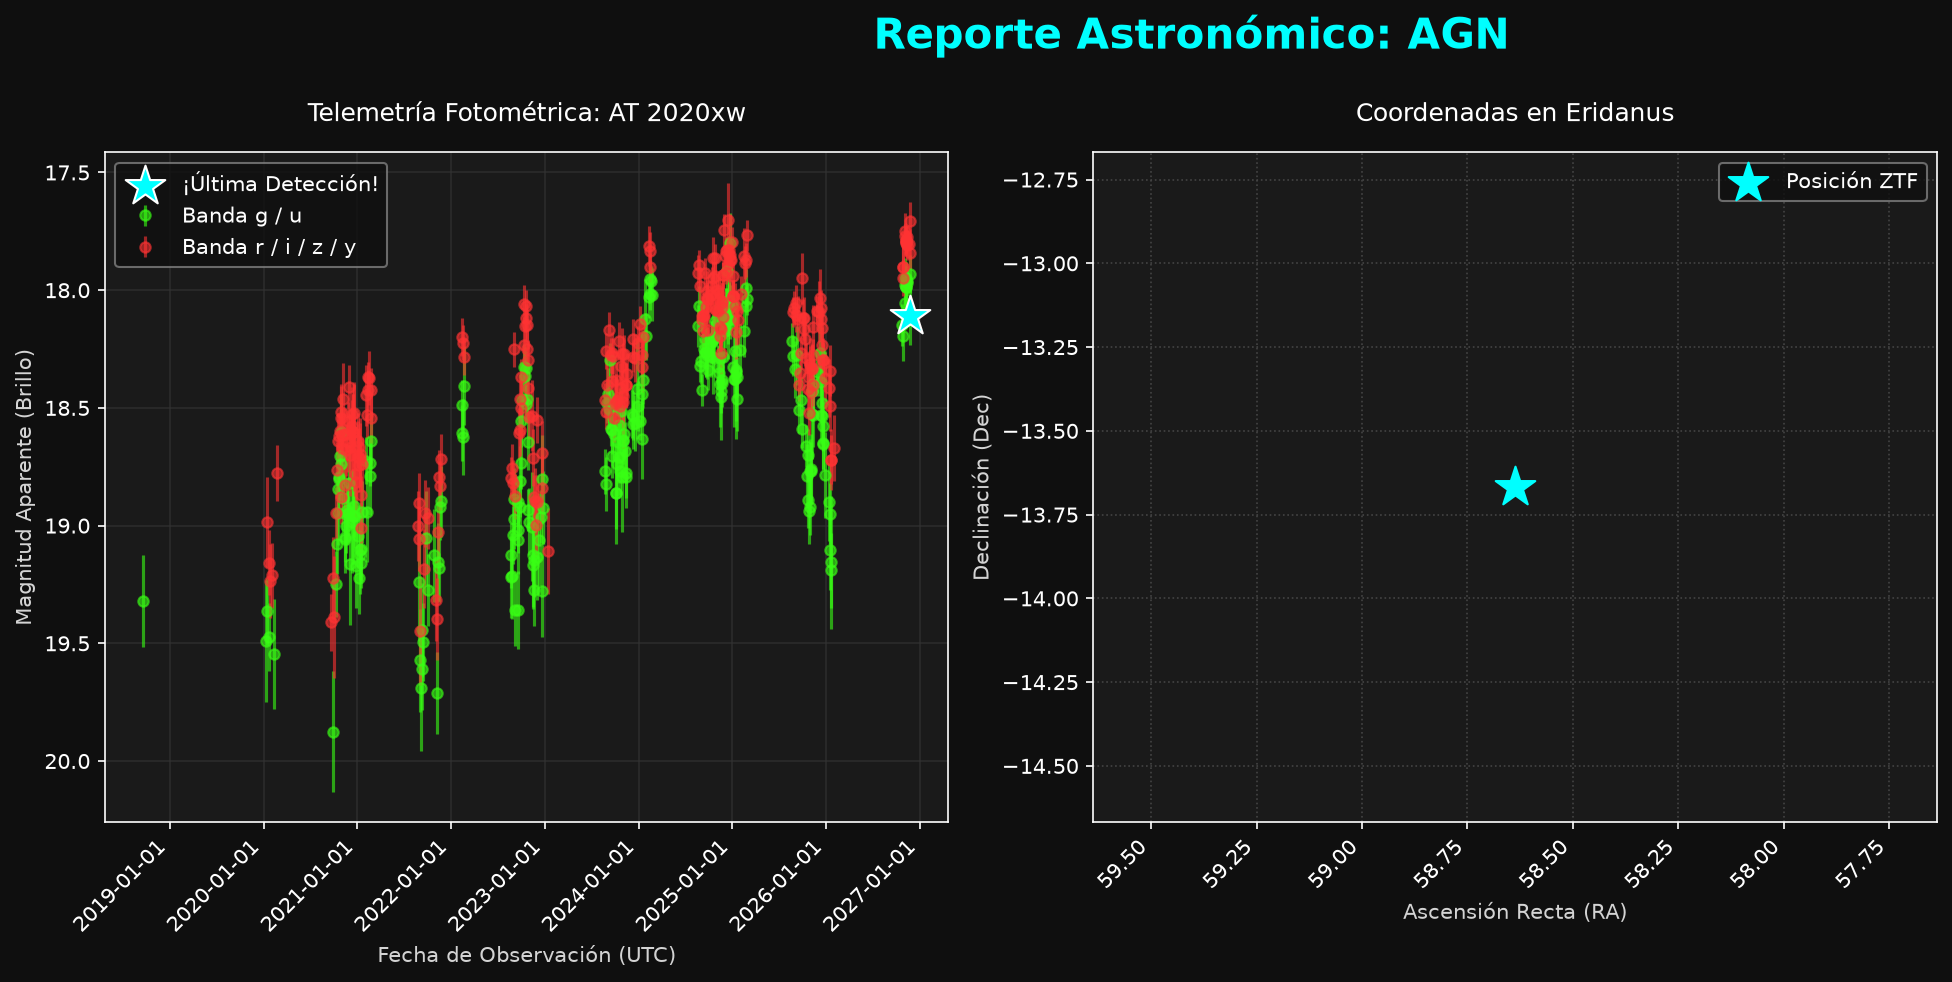 Reporte Astronómico: AGN
Telemetría Fotométrica: AT 2020xw
¡Última Detección!
Banda g / u
Banda r / i / z / y
Magnitud Aparente (Brillo)
17.5
18.0
18.5
19.0
19.5
20.0
2019-01-01
2020-01-01
2021-01-01
2022-01-01
2023-01-01
2024-01-01
2025-01-01
2026-01-01
2027-01-01
Fecha de Observación (UTC)
Coordenadas en Eridanus
Posición ZTF
Declinación (Dec)
−12.75
−13.00
−13.25
−13.50
−13.75
−14.00
−14.25
−14.50
59.50
59.25
59.00
58.75
58.50
58.25
58.00
57.75
Ascensión Recta (RA)